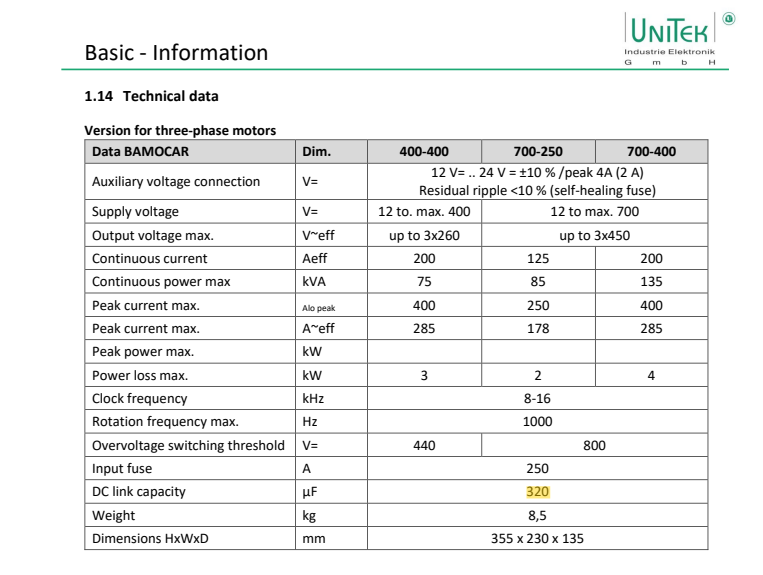 Basic - Information
UNITEK
Industrie Elektronik
G m b H
1.14 Technical data
Version for three-phase motors
Data BAMOCAR Dim. 400-400 700-250 700-400
Auxiliary voltage connection V= 12 V= .. 24 V = ±10 % /peak 4A (2 A)
Residual ripple <10 % (self-healing fuse)
Supply voltage V= 12 to. max. 400 12 to max. 700
Output voltage max. V~eff up to 3x260 up to 3x450
Continuous current Aeff 200 125 200
Continuous power max kVA 75 85 135
Peak current max. Alo peak 400 250 400
Peak current max. A~eff 285 178 285
Peak power max. kW
Power loss max. kW 3 2 4
Clock frequency kHz 8-16
Rotation frequency max. Hz 1000
Overvoltage switching threshold V= 440 800
Input fuse A 250
DC link capacity µF 320
Weight kg 8,5
Dimensions HxWxD mm 355 x 230 x 135